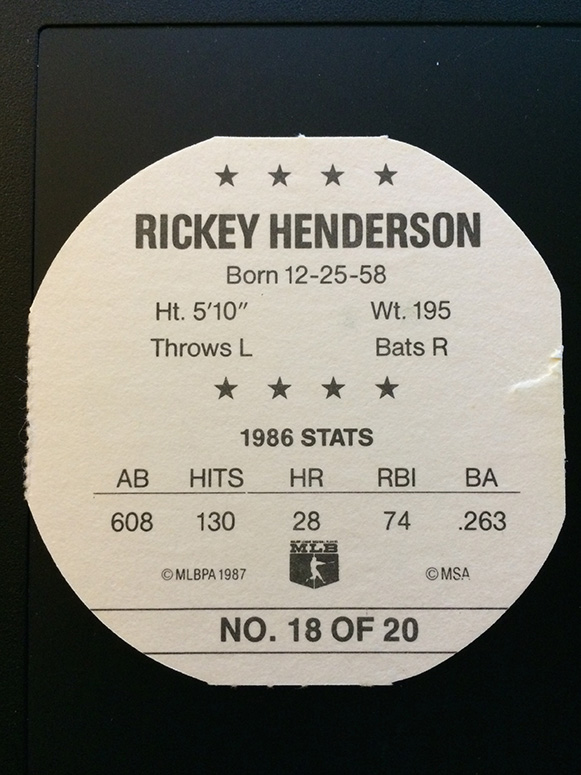 RICKEY HENDERSON
Born 12-25-58
Ht. 5'10" Wt. 195
Throws L Bats R
1986 STATS
AB HITS HR RBI BA
608 130 28 74 .263
MLB
©MLBPA 1987 ©MSA
NO. 18 OF 20